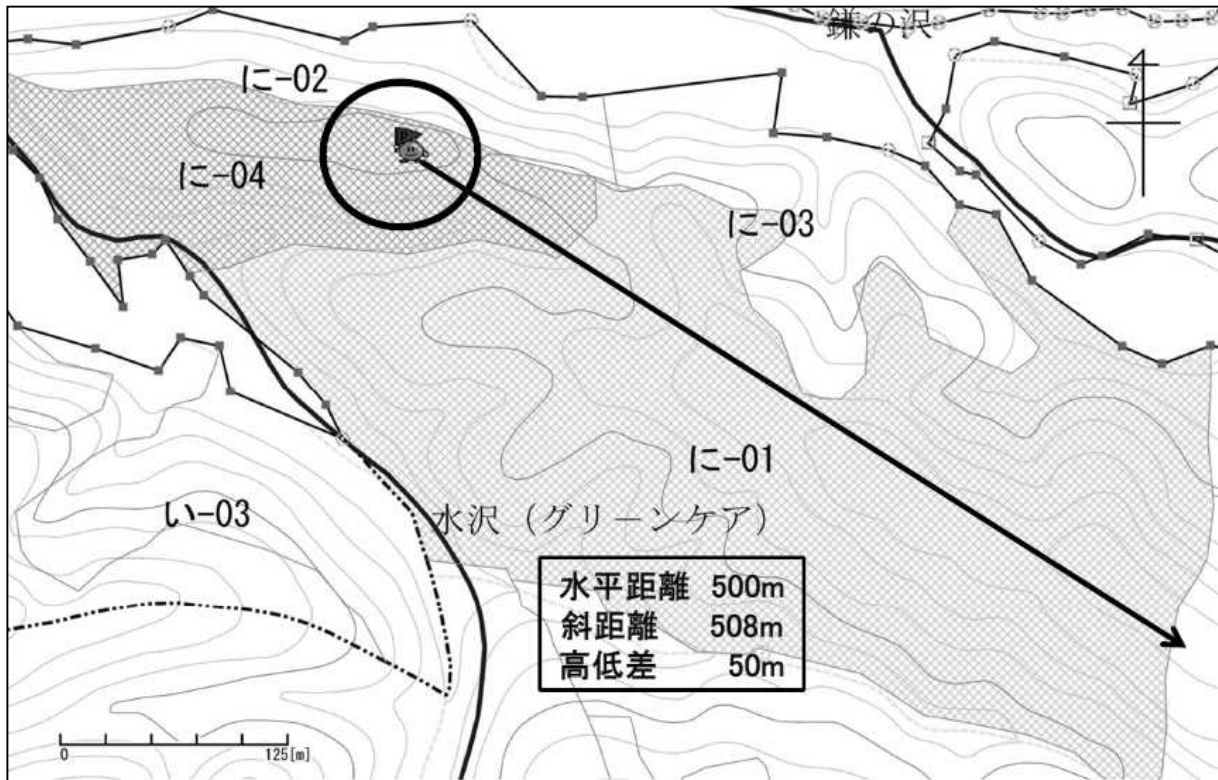 鎌の沢
に-02
に-04
に-03
に-01
い-03
水沢（グリーンケア）
水平距離 500m
斜距離 508m
高低差 50m
0 125[m]